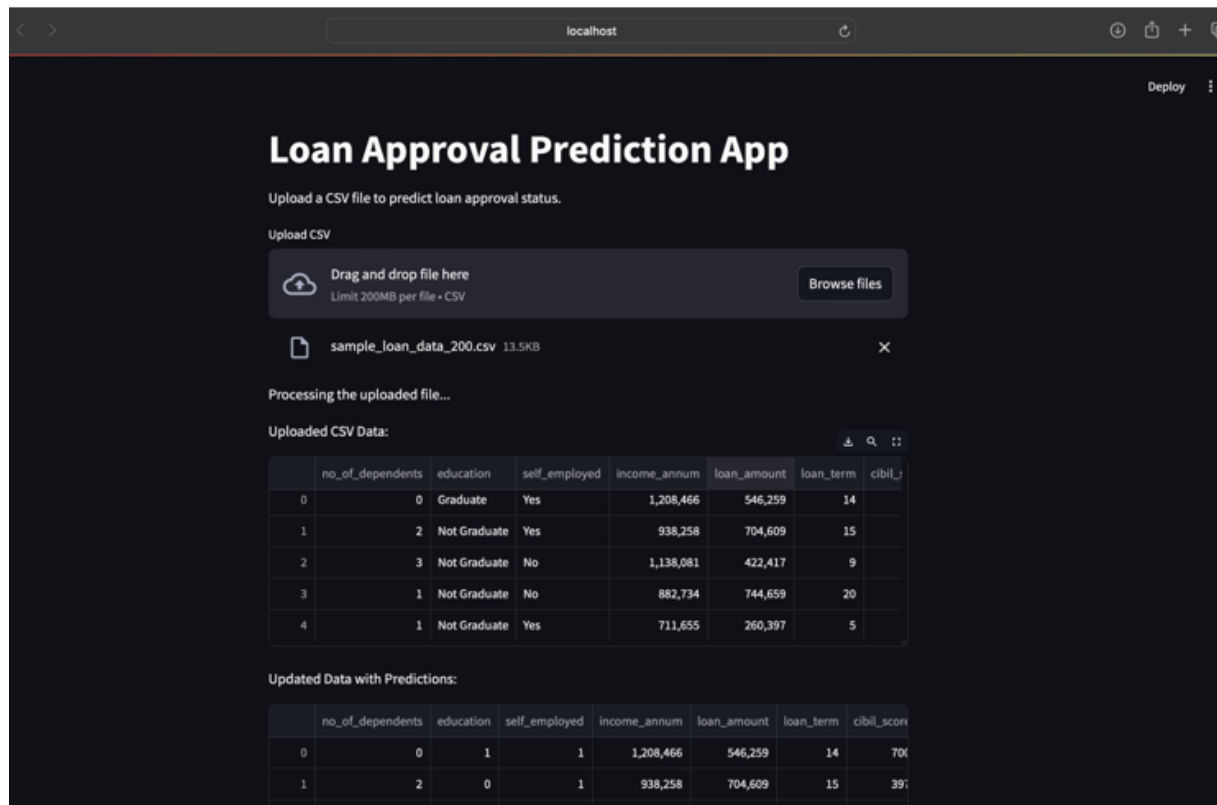 localhost
Deploy
Loan Approval Prediction App
Upload a CSV file to predict loan approval status.
Upload CSV
Drag and drop file here
Limit 200MB per file • CSV
Browse files
sample_loan_data_200.csv 13.5KB
Processing the uploaded file...
Uploaded CSV Data:
no_of_dependents education self_employed income_annum loan_amount loan_term
0 0 Graduate Yes 1,208,466 546,259 14
1 2 Not Graduate Yes 938,258 704,609 15
2 3 Not Graduate No 1,138,081 422,417 9
3 1 Not Graduate No 882,734 744,659 20
4 1 Not Graduate Yes 711,655 260,397 5
Updated Data with Predictions:
no_of_dependents education self_employed income_annum loan_amount loan_term cibil_score
0 0 1 1 1,208,466 546,259 14
1 2 0 1 938,258 704,609 15